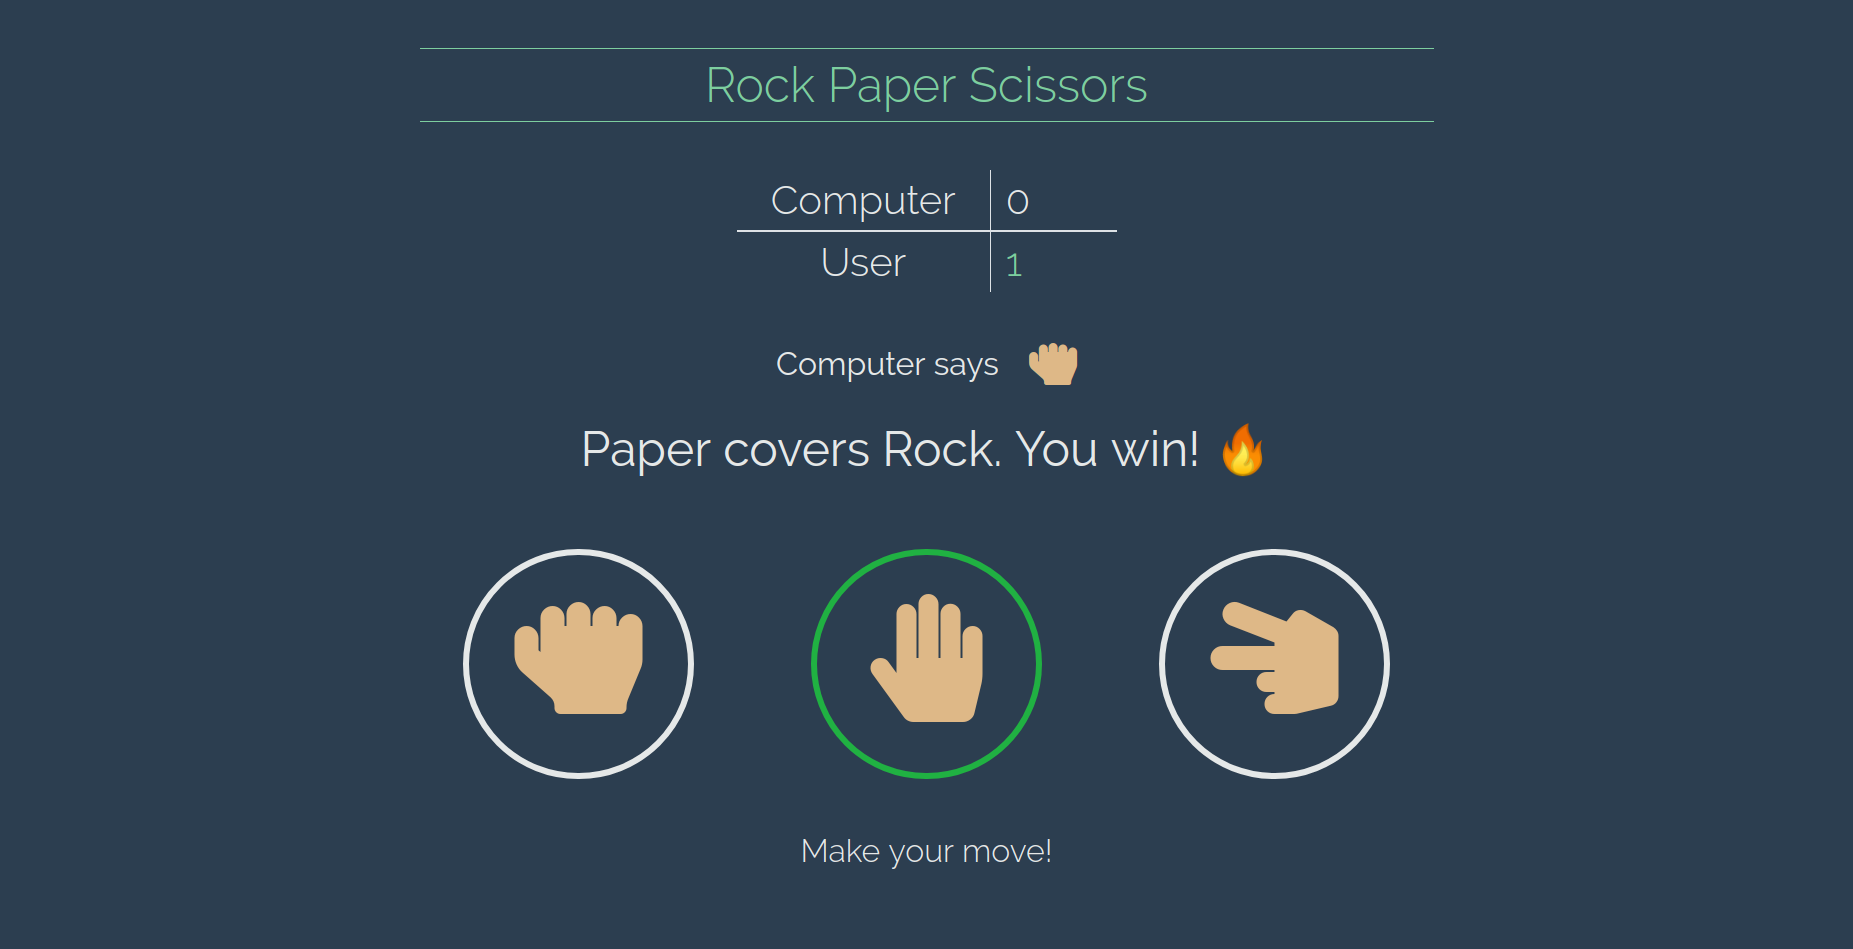 Rock Paper Scissors
Computer 0
User 1
Computer says
Paper covers Rock. You win! 🔥
Make your move!